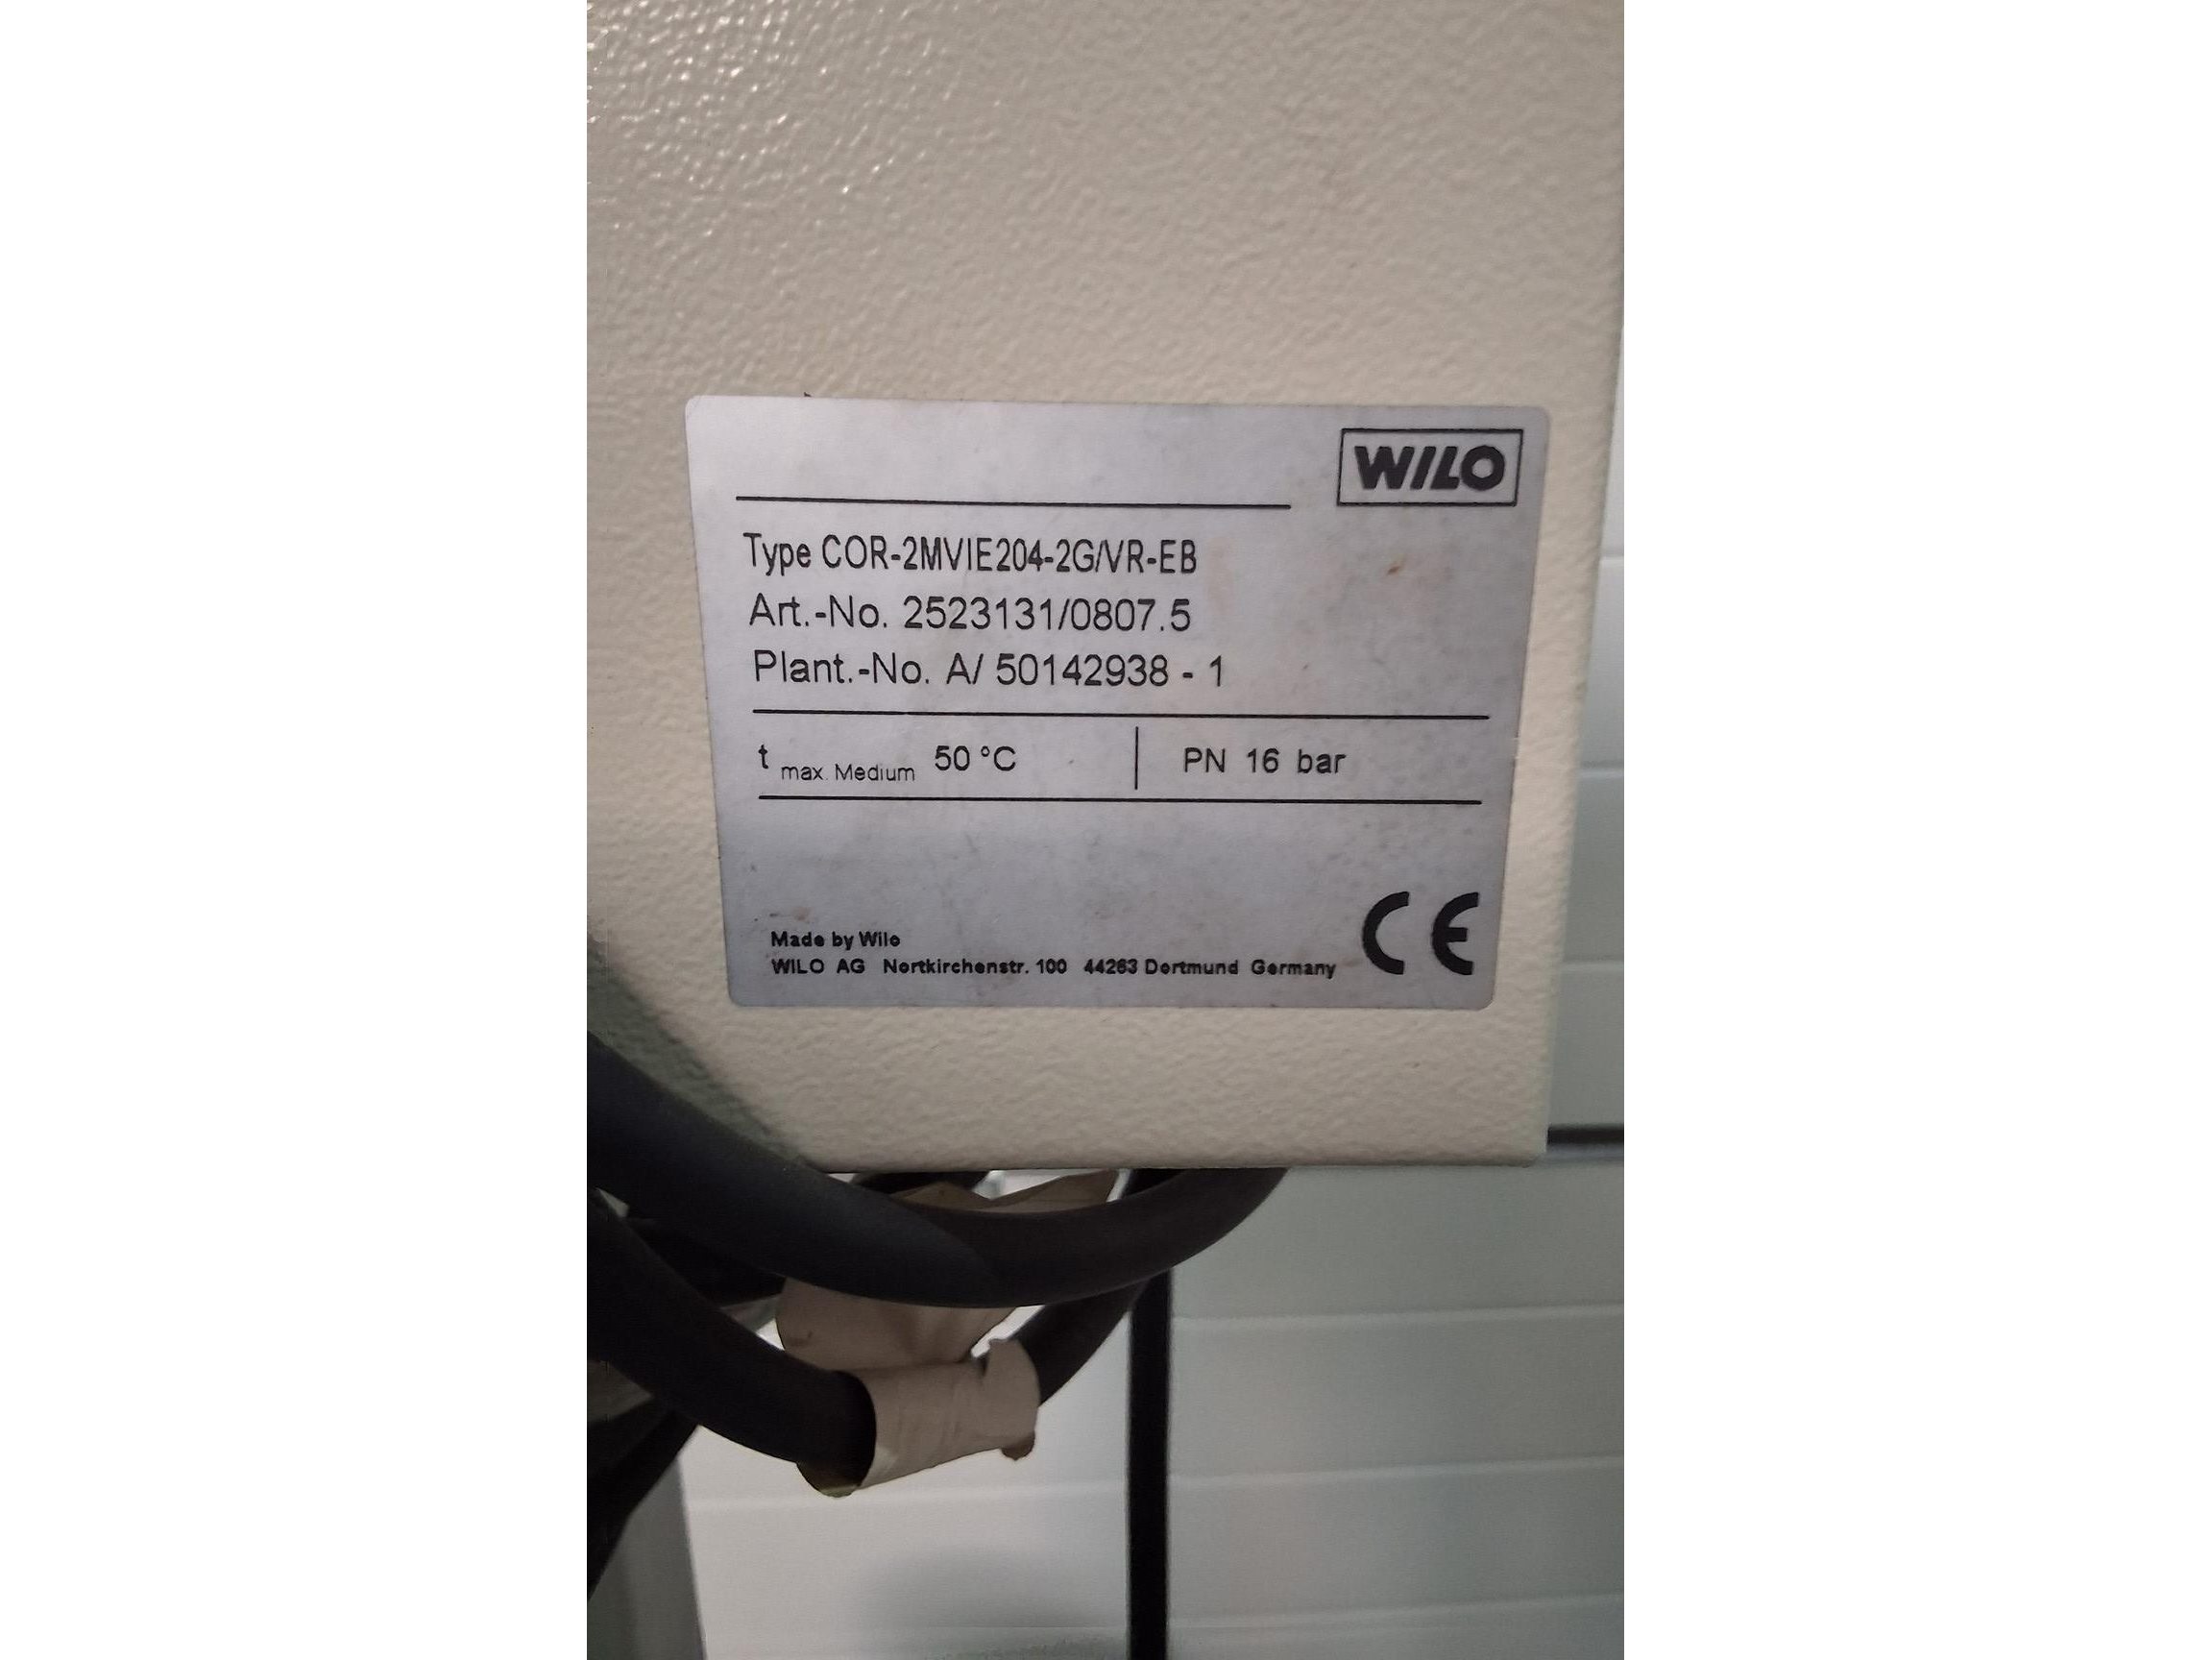 WILO
Type COR-2MVIE204-2G/VR-EB
Art.-No. 2523131/0807.5
Plant.-No. A/ 50142938 - 1
t max. Medium 50 °C
PN 16 bar
Made by Wilo
WILO AG Nortkirchenstr. 100 44263 Dortmund Germany
CE